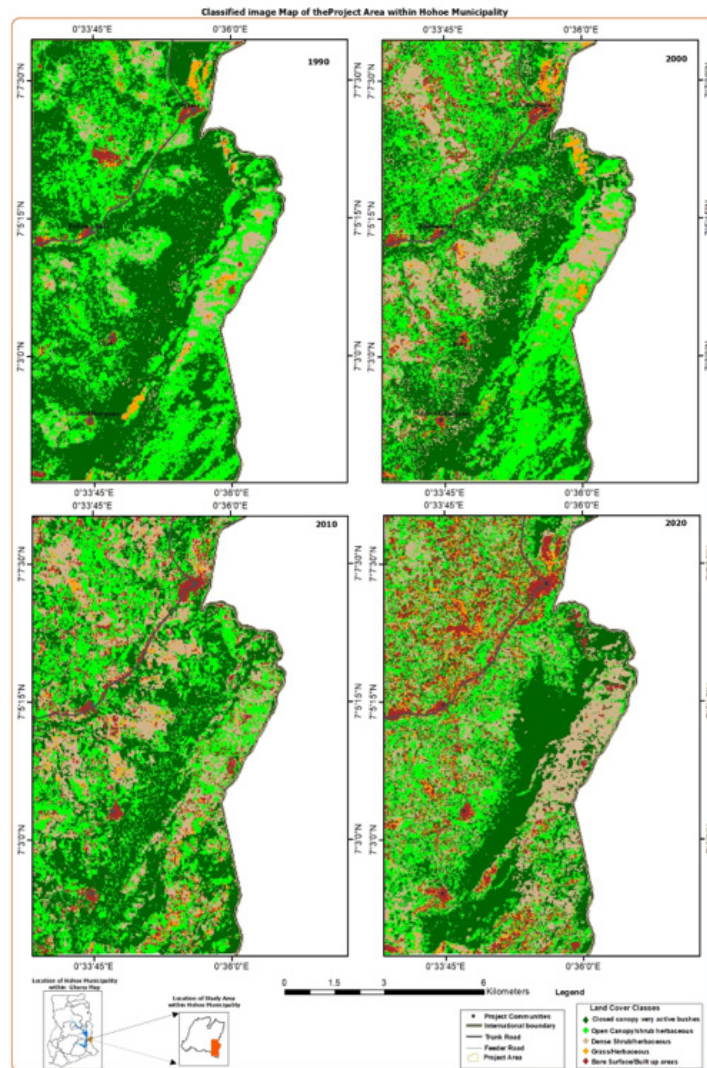 Classified image Map of theProject Area within Hohoe Municipality
0°33'45"E 0°36'0"E 0°33'45"E 0°36'0"E
1990
2000
7°7'30"N
7°5'15"N
7°3'0"N
7°7'30"N
7°5'15"N
7°3'0"N
7°5'15"N
7°3'0"N
0°33'45"E 0°36'0"E 0°33'45"E 0°36'0"E
0°33'45"E 0°36'0"E 0°33'45"E 0°36'0"E
2010
2020
7°7'30"N
7°5'15"N
7°3'0"N
7°7'30"N
7°5'15"N
7°3'0"N
0°33'45"E 0°36'0"E 0°33'45"E 0°36'0"E
Location of Hohoe Municipality
within Ghana Map
Location of Study Area
within Hohoe Municipality
0 1.5 3 6
Kilometers
Legend
Project Communities
International boundary
Trunk Road
Feeder Road
Project Area
Land Cover Classes
Closed canopy very active bushes
Open Canopy/shrub herbaceous
Dense Shrub/herbaceous
Grass/Herbaceous
Bare Surface/Built up areas